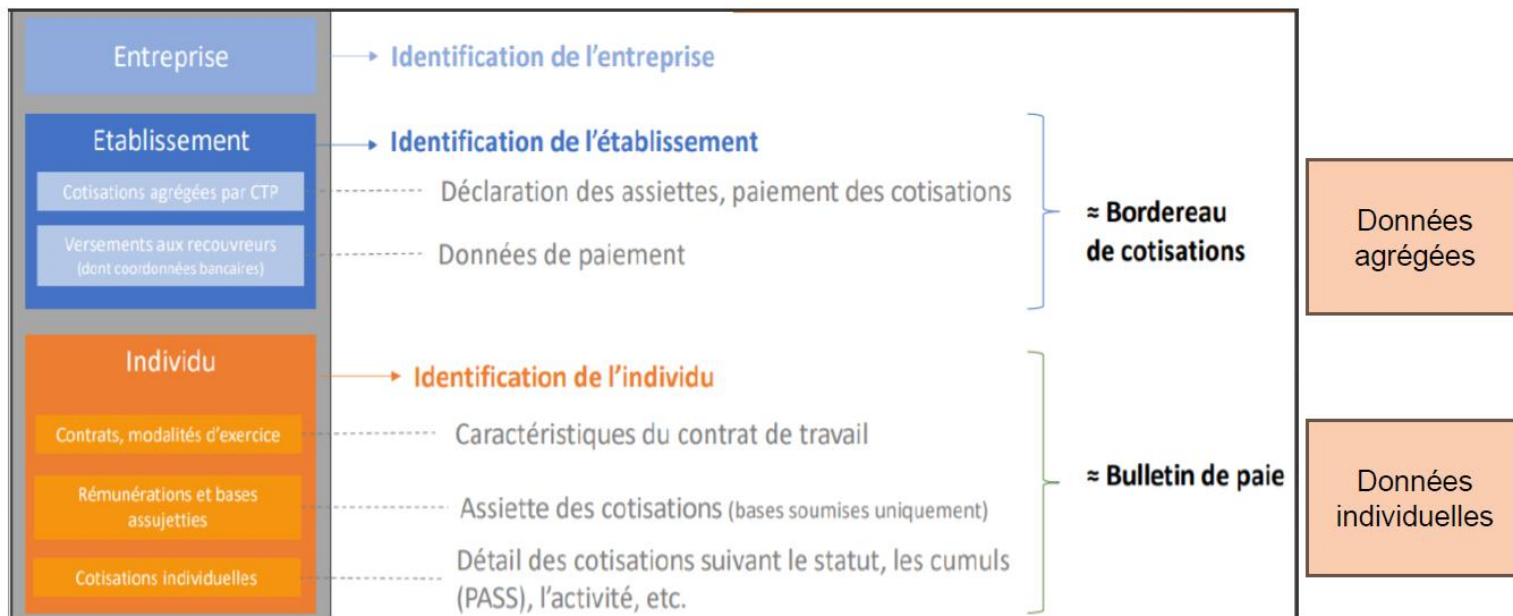 Entreprise
Identification de l'entreprise
Etablissement
Identification de l'établissement
Cotisations agrégées par CTP
Déclaration des assiettes, paiement des cotisations
Versements aux recouvreurs
(dont coordonnées bancaires)
Données de paiement
≈ Bordereau
de cotisations
Données
agrégées
Individu
Identification de l'individu
Contrats, modalités d'exercice
Caractéristiques du contrat de travail
Rémunérations et bases
assujetties
Assiette des cotisations (bases soumises uniquement)
Cotisations individuelles
Détail des cotisations suivant le statut, les cumuls
(PASS), l'activité, etc.
≈ Bulletin de paie
Données
individuelles